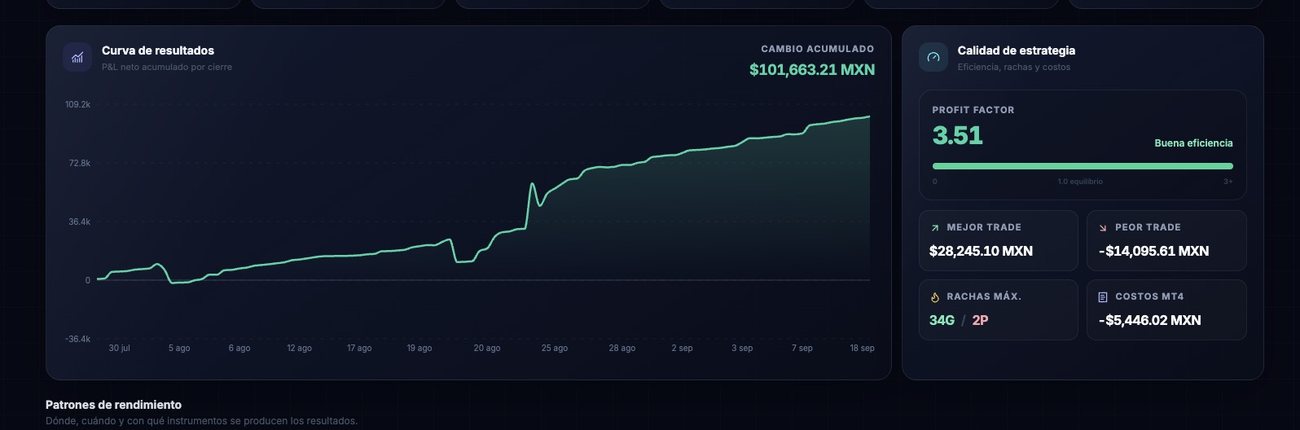 Curva de resultados
P&L neto acumulado por cierre
CAMBIO ACUMULADO
$101,663.21 MXN
109.2k
72.8k
36.4k
0
-36.4k
30 jul 5 ago 6 ago 12 ago 17 ago 19 ago 20 ago 25 ago 28 ago 2 sep 3 sep 7 sep 18 sep
Calidad de estrategia
Eficiencia, rachas y costos
PROFIT FACTOR
3.51
Buena eficiencia
0 1.0 equilibrio 3+
MEJOR TRADE
$28,245.10 MXN
PEOR TRADE
-$14,095.61 MXN
RACHAS MÁX.
34G / 2P
COSTOS MT4
-$5,446.02 MXN
Patrones de rendimiento
Dónde, cuándo y con qué instrumentos se producen los resultados.